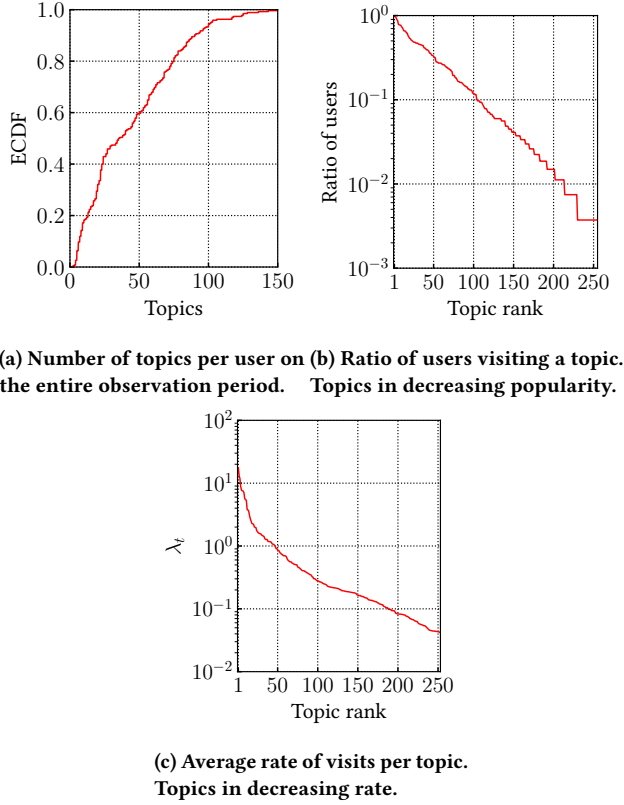 1.0
0.8
0.6
0.4
0.2
0.0
ECDF
0 50 100 150
Topics
10^0
10^-1
10^-2
10^-3
Ratio of users
1 50 100 150 200 250
Topic rank
(a) Number of topics per user on
the entire observation period.
(b) Ratio of users visiting a topic.
Topics in decreasing popularity.
10^2
10^1
10^0
10^-1
10^-2
λ_t
1 50 100 150 200 250
Topic rank
(c) Average rate of visits per topic.
Topics in decreasing rate.